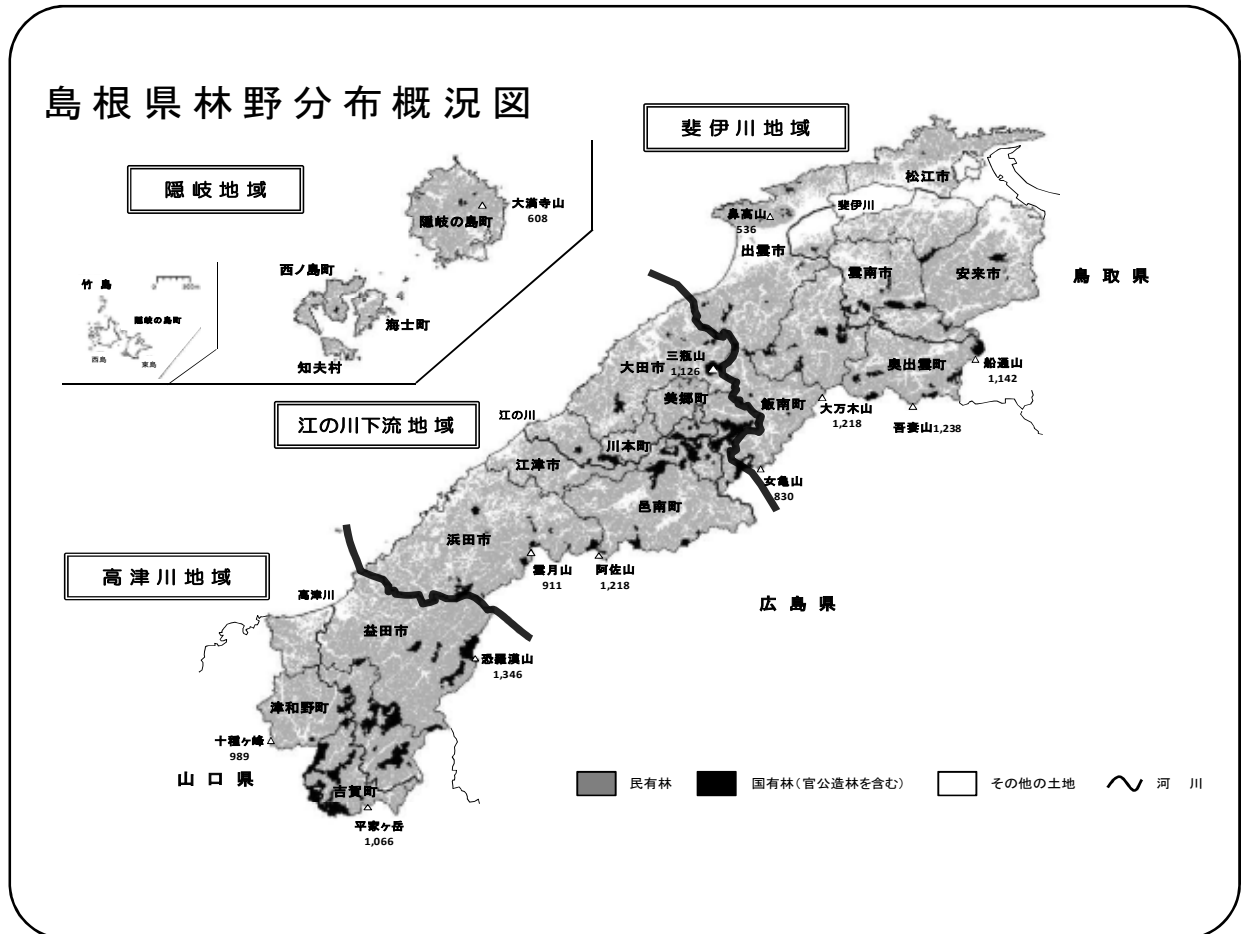 島根県林野分布概況図
斐伊川地域
隠岐地域
松江市
大満寺山
608
隠岐の島町
鼻高山
536
斐伊川
出雲市
雲南市
安来市
鳥取県
西ノ島町
海士町
知夫村
竹島
0 500m
隠岐の島町
西島
東島
三瓶山
1,126
大田市
美郷町
飯南町
奥出雲町
船通山
1,142
大万木山
1,218
吾妻山1,238
江の川
江の川下流地域
川本町
江津市
女亀山
830
邑南町
浜田市
雲月山
911
阿佐山
1,218
広島県
高津川地域
高津川
益田市
恐羅漢山
1,346
津和野町
十種ヶ峰
989
山口県
吉賀町
平家ヶ岳
1,066
民有林
国有林(官公造林を含む)
その他の土地
河川